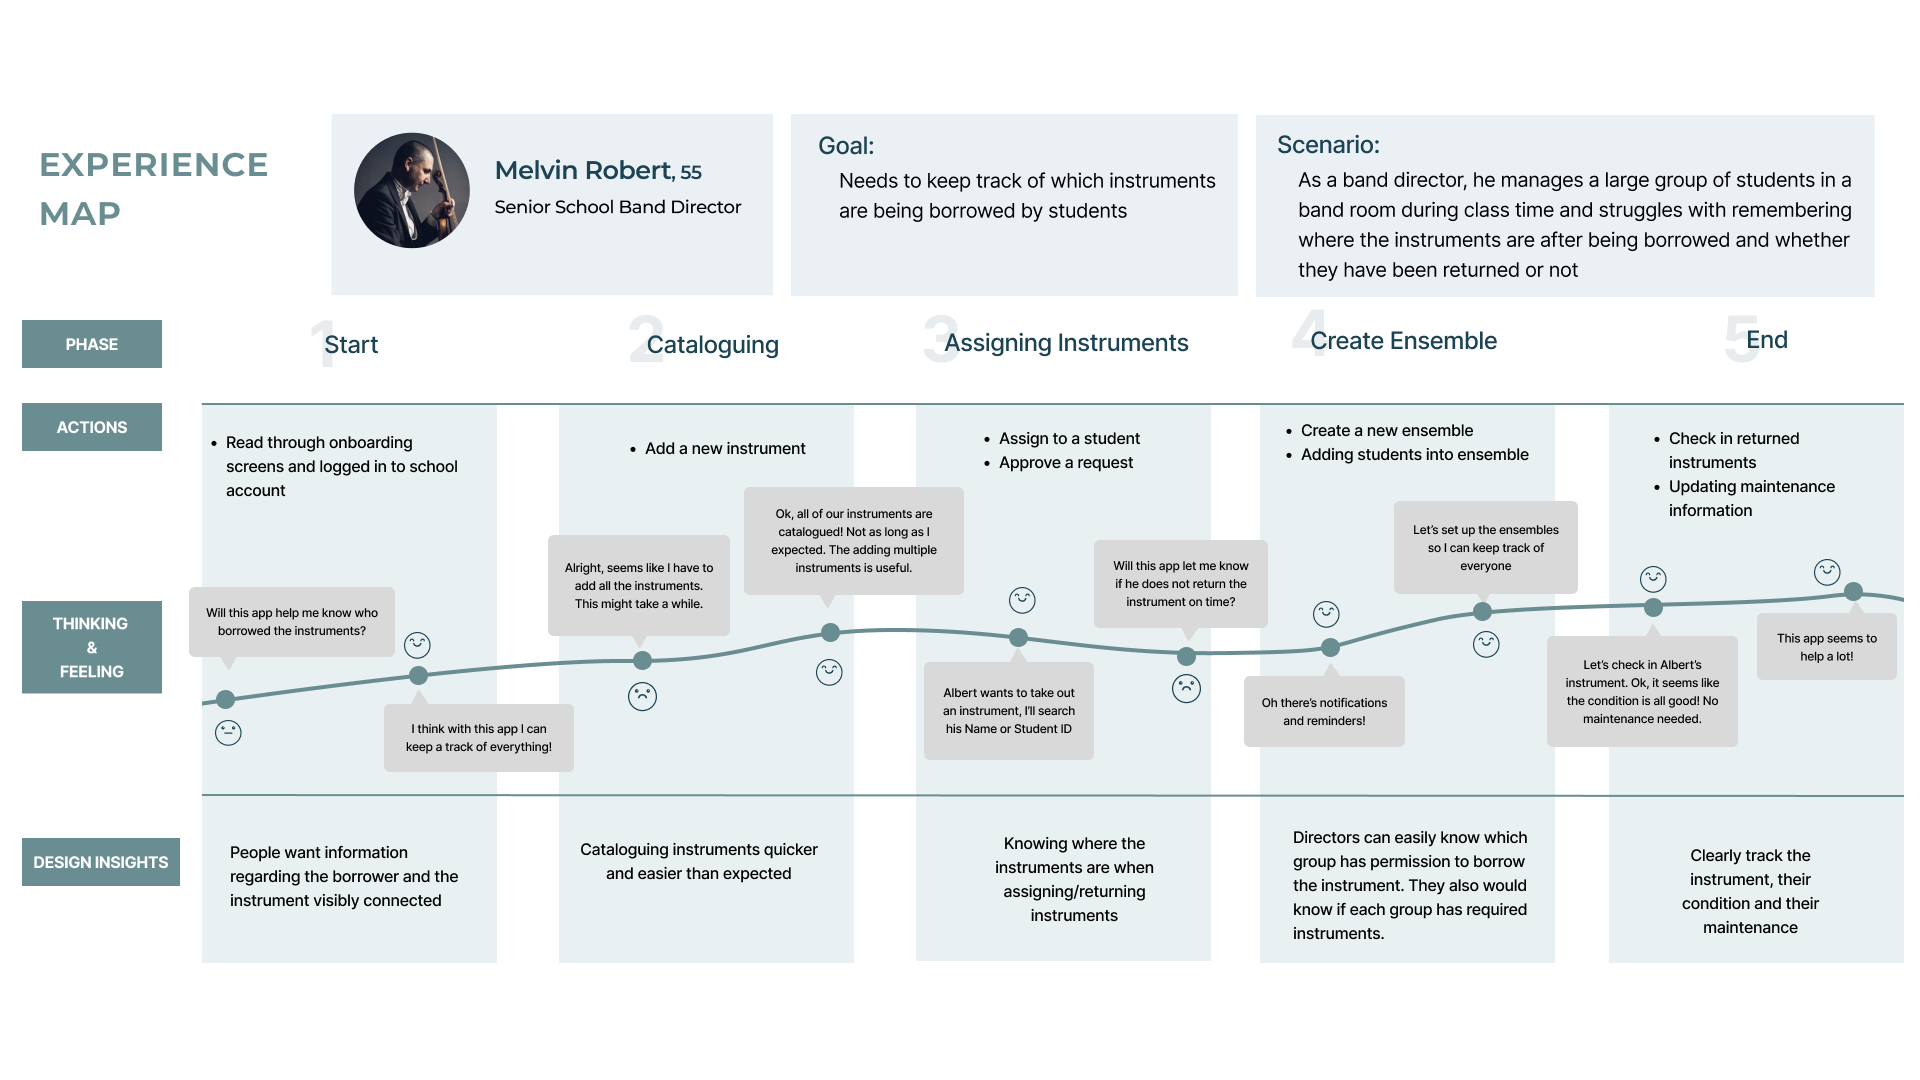 EXPERIENCE
MAP
Melvin Robert, 55
Senior School Band Director
Goal:
Needs to keep track of which instruments
are being borrowed by students
Scenario:
As a band director, he manages a large group of students in a
band room during class time and struggles with remembering
where the instruments are after being borrowed and whether
they have been returned or not
PHASE
1
Start
2
Cataloguing
3
Assigning Instruments
4
Create Ensemble
5
End
ACTIONS
• Read through onboarding
screens and logged in to school
account
• Add a new instrument
• Assign to a student
• Approve a request
• Create a new ensemble
• Adding students into ensemble
• Check in returned
instruments
• Updating maintenance
information
THINKING
&
FEELING
Will this app help me know who
borrowed the instruments?
I think with this app I can
keep a track of everything!
Alright, seems like I have to
add all the instruments.
This might take a while.
Ok, all of our instruments are
catalogued! Not as long as I
expected. The adding multiple
instruments is useful.
Albert wants to take out
an instrument, I’ll search
his Name or Student ID
Will this app let me know
if he does not return the
instrument on time?
Oh there’s notifications
and reminders!
Let’s set up the ensembles
so I can keep track of
everyone
Let’s check in Albert’s
instrument. Ok, it seems like
the condition is all good! No
maintenance needed.
This app seems to
help a lot!
DESIGN INSIGHTS
People want information
regarding the borrower and the
instrument visibly connected
Cataloguing instruments quicker
and easier than expected
Knowing where the
instruments are when
assigning/returning
instruments
Directors can easily know which
group has permission to borrow
the instrument. They also would
know if each group has required
instruments.
Clearly track the
instrument, their
condition and their
maintenance